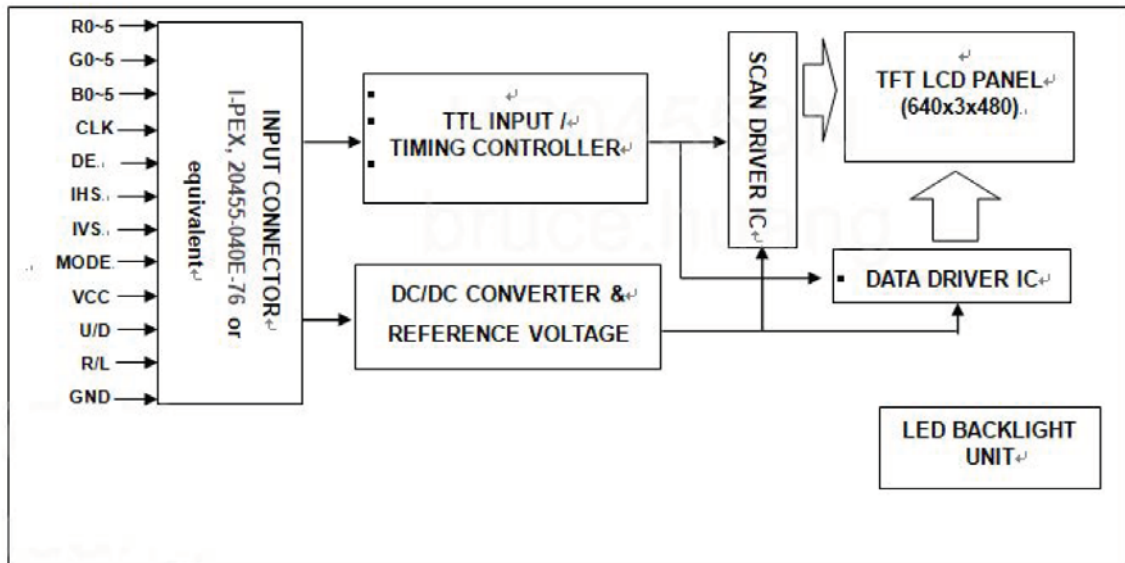 R0~5
G0~5
B0~5
CLK
DE
IHS
IVS
MODE
VCC
U/D
R/L
GND
INPUT CONNECTOR
I-PEX, 20455-040E-76 or
equivalent
TTL INPUT /
TIMING CONTROLLER
DC/DC CONVERTER &
REFERENCE VOLTAGE
SCAN DRIVER IC
TFT LCD PANEL
(640x3x480)
DATA DRIVER IC
LED BACKLIGHT
UNIT
bruce.huang